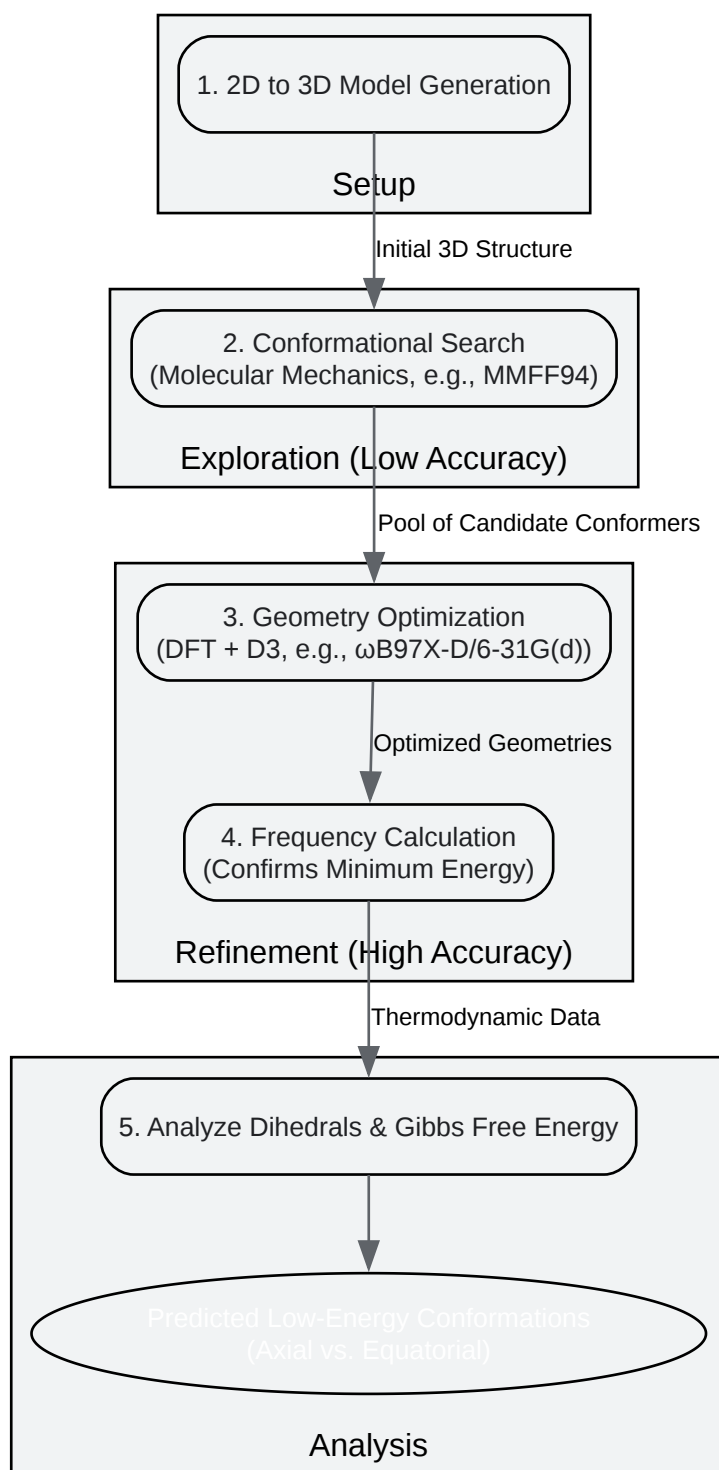 1. 2D to 3D Model Generation
Setup
Initial 3D Structure
2. Conformational Search
(Molecular Mechanics, e.g., MMFF94)
Exploration (Low Accuracy)
Pool of Candidate Conformers
3. Geometry Optimization
(DFT + D3, e.g., ωB97X-D/6-31G(d))
Optimized Geometries
4. Frequency Calculation
(Confirms Minimum Energy)
Refinement (High Accuracy)
Thermodynamic Data
5. Analyze Dihedrals & Gibbs Free Energy
Predicted Low-Energy Conformations
(Axial vs. Equatorial)
Analysis